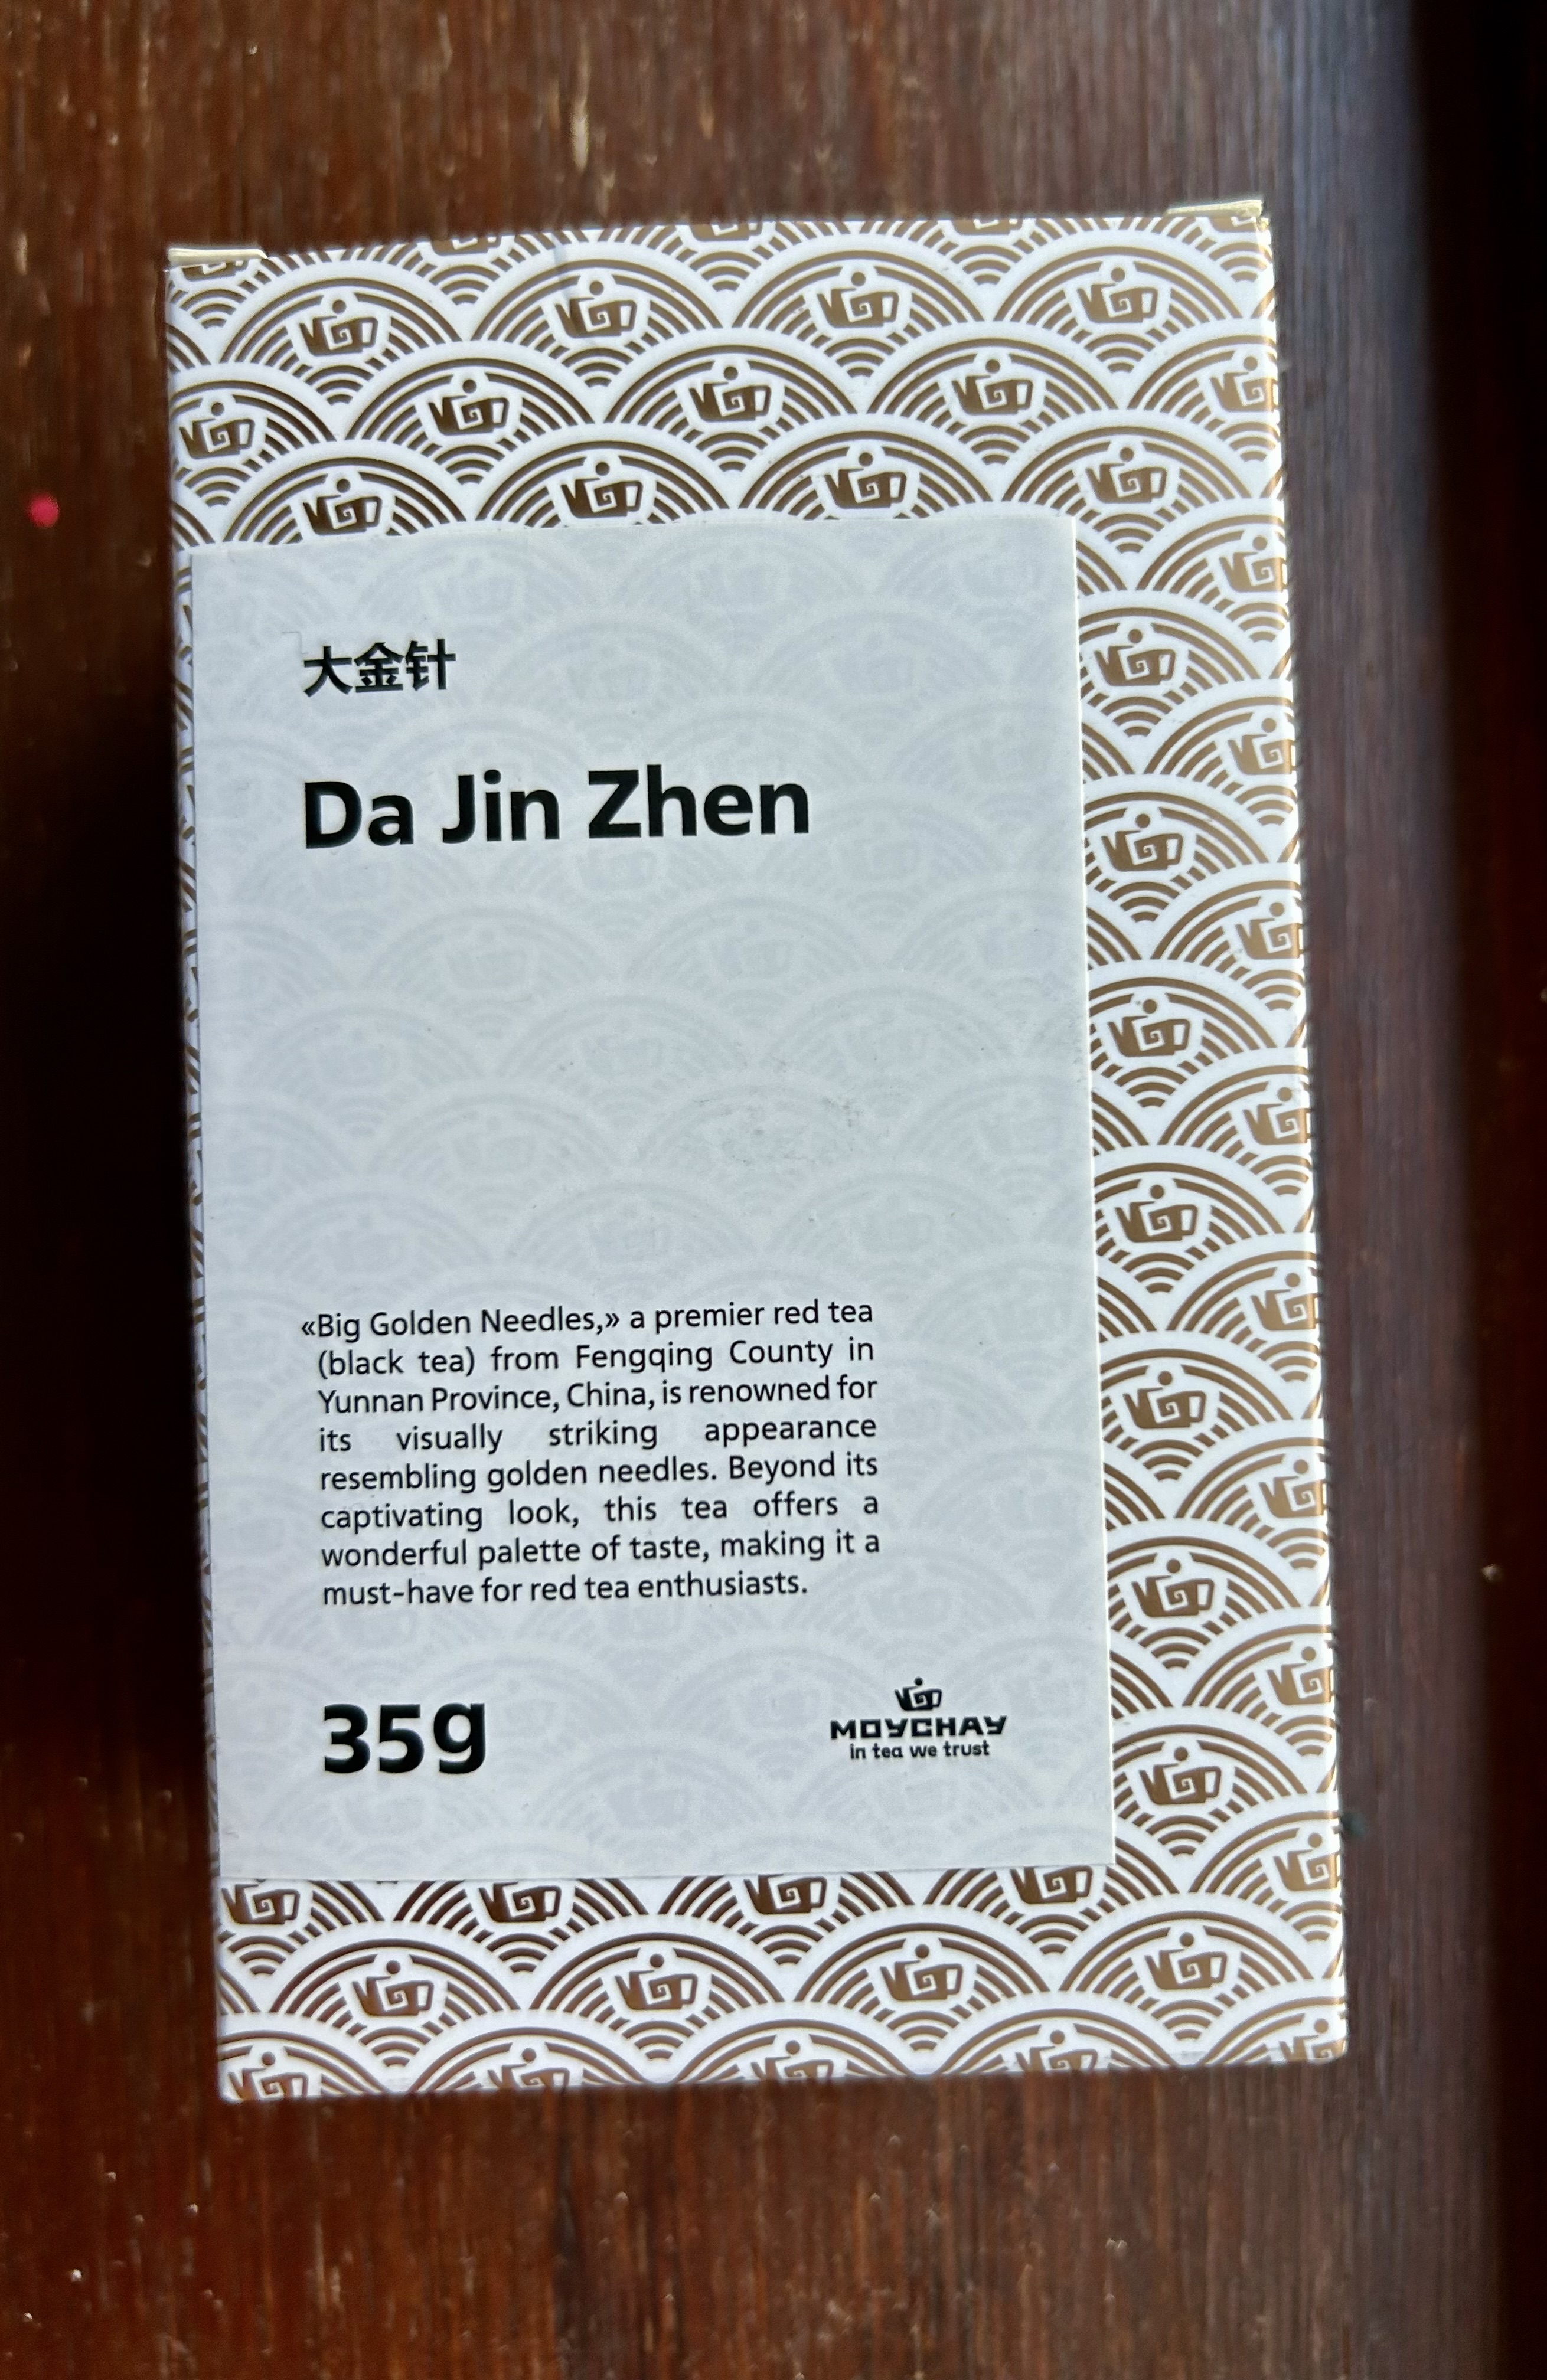 大金针
Da Jin Zhen
«Big Golden Needles,» a premier red tea
(black tea) from Fengqing County in
Yunnan Province, China, is renowned for
its visually striking appearance
resembling golden needles. Beyond its
captivating look, this tea offers a
wonderful palette of taste, making it a
must-have for red tea enthusiasts.
35g
MOYCHAY
in tea we trust